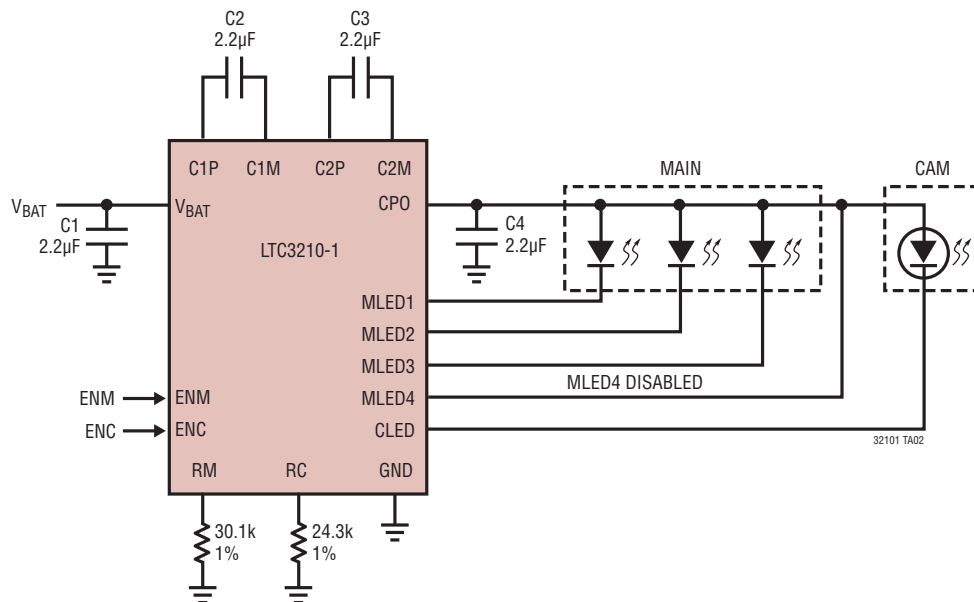 C2
2.2µF
C3
2.2µF
C1P
C1M
C2P
C2M
MAIN
CAM
VBAT
VBAT
CPO
C1
2.2µF
LTC3210-1
C4
2.2µF
MLED1
MLED2
MLED3
MLED4 DISABLED
ENM
ENM
MLED4
ENC
ENC
CLED
32101 TA02
RM
RC
GND
30.1k
1%
24.3k
1%